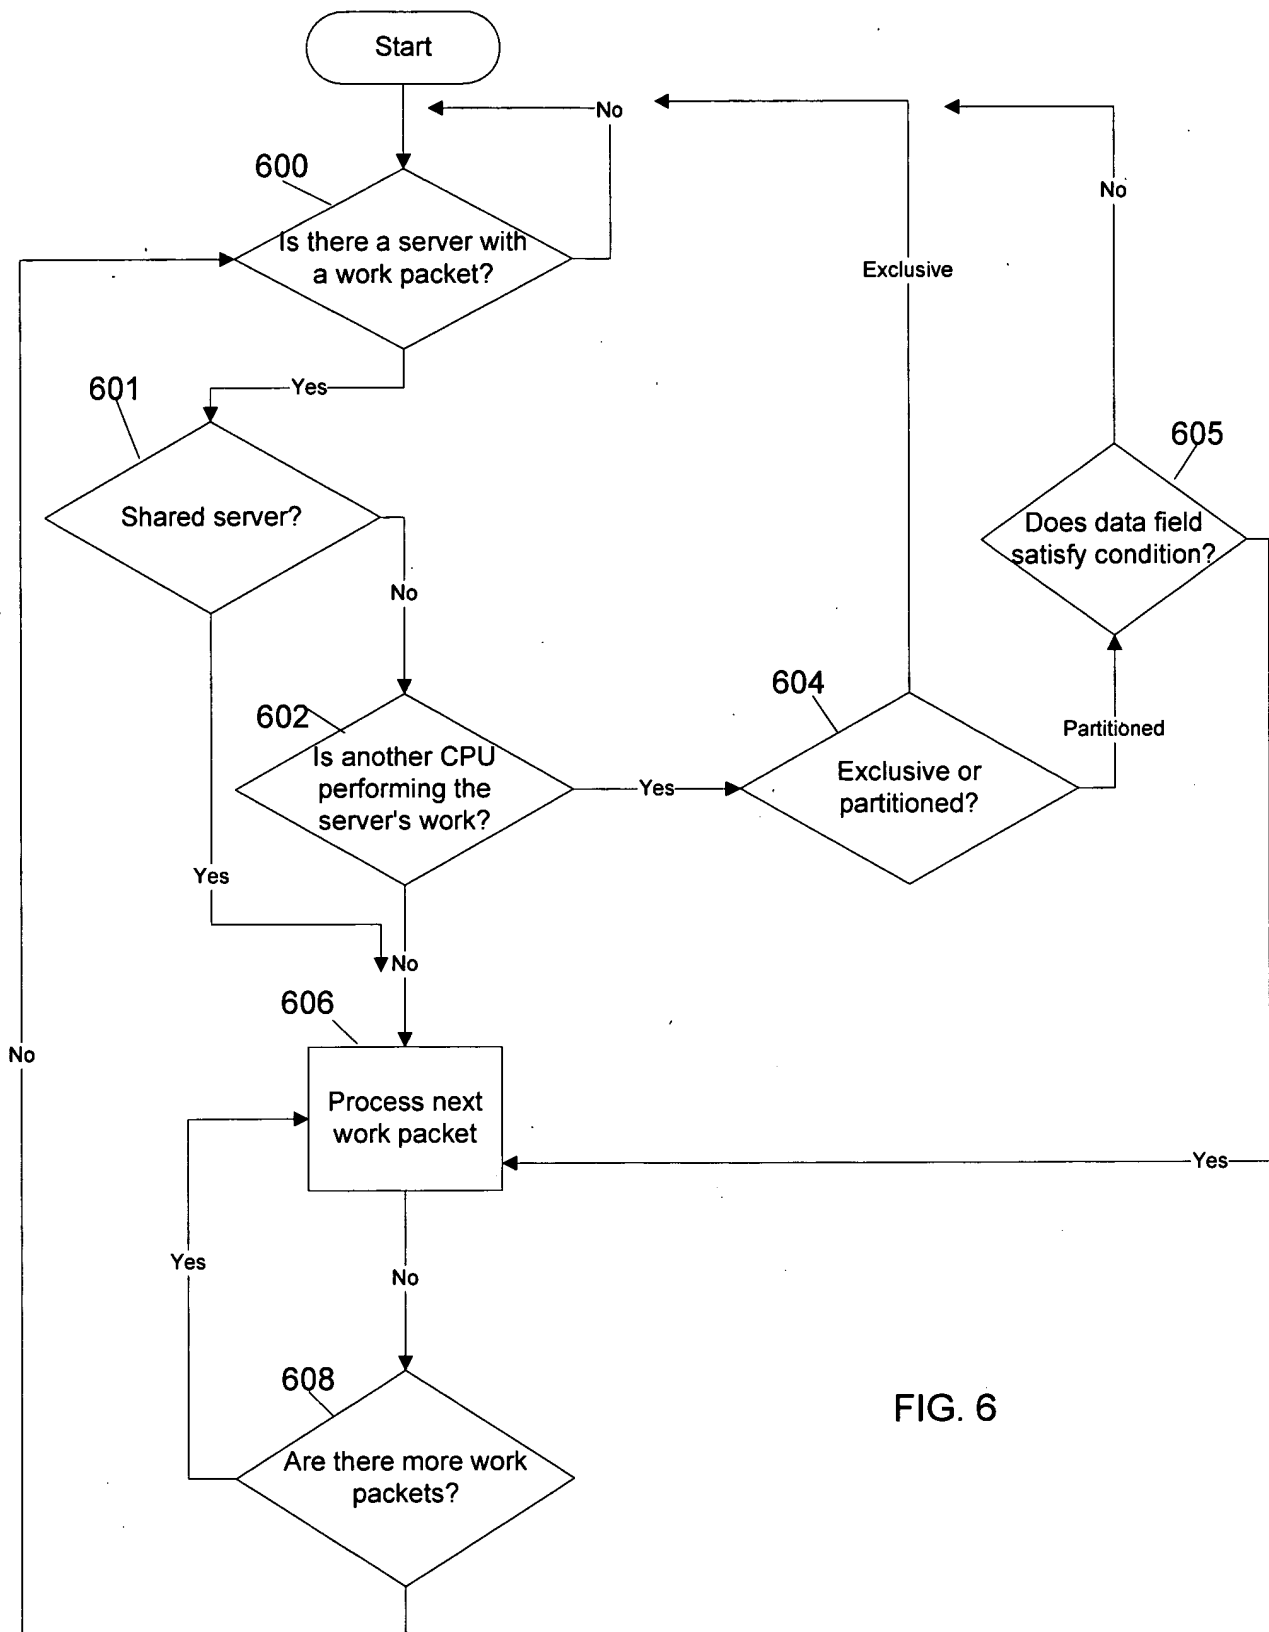 Start
No
600
No
Is there a server with
a work packet?
Exclusive
601
Yes
605
Shared server?
Does data field
satisfy condition?
No
604
602
Partitioned
Is another CPU
performing the
server's work?
Yes
Exclusive or
partitioned?
Yes
No
606
No
Process next
work packet
Yes
Yes
No
608
FIG. 6
Are there more work
packets?